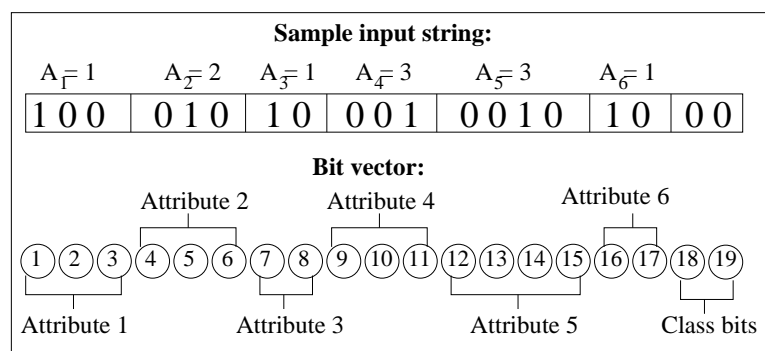 Sample input string:
A1= 1 A2= 2 A3= 1 A4= 3 A5= 3 A6= 1
1 0 0 0 1 0 1 0 0 0 1 0 0 1 0 1 0 0 0
Bit vector:
Attribute 2 Attribute 4 Attribute 6
1 2 3 4 5 6 7 8 9 10 11 12 13 14 15 16 17 18 19
Attribute 1 Attribute 3 Attribute 5 Class bits